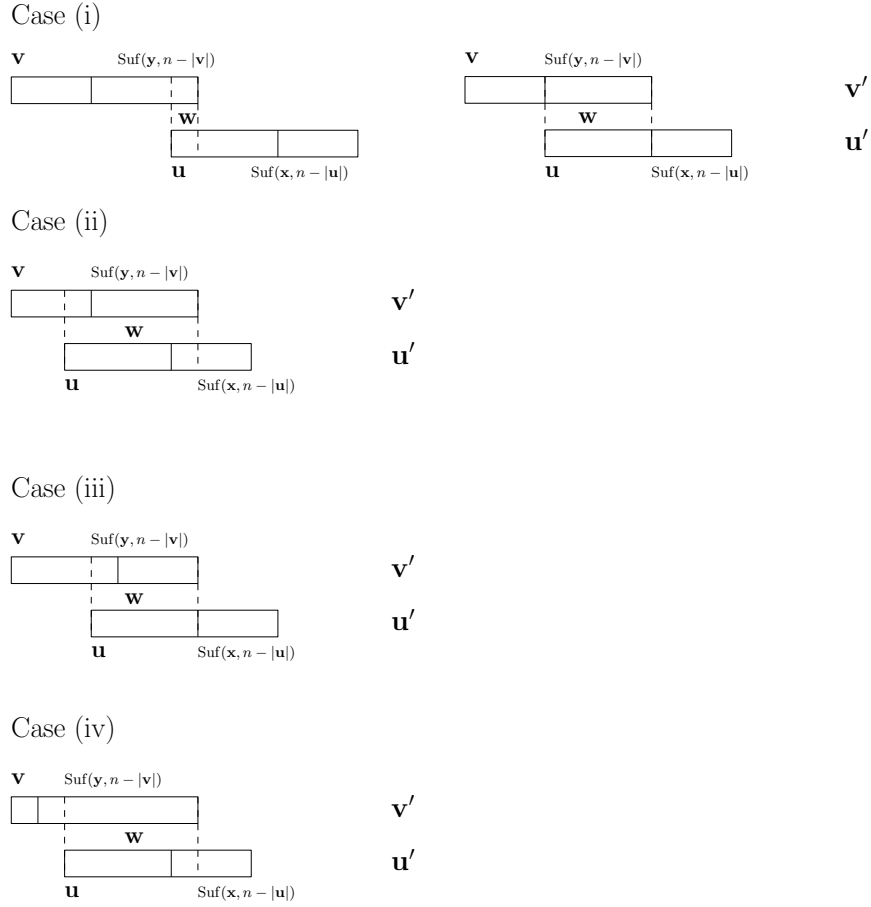 Case (i)
v Suf(y, n − |v|) v Suf(y, n − |v|)
v′
w w
u′
u Suf(x, n − |u|) u Suf(x, n − |u|)
Case (ii)
v Suf(y, n − |v|)
v′
w
u′
u Suf(x, n − |u|)
Case (iii)
v Suf(y, n − |v|)
v′
w
u′
u Suf(x, n − |u|)
Case (iv)
v Suf(y, n − |v|)
v′
w
u′
u Suf(x, n − |u|)